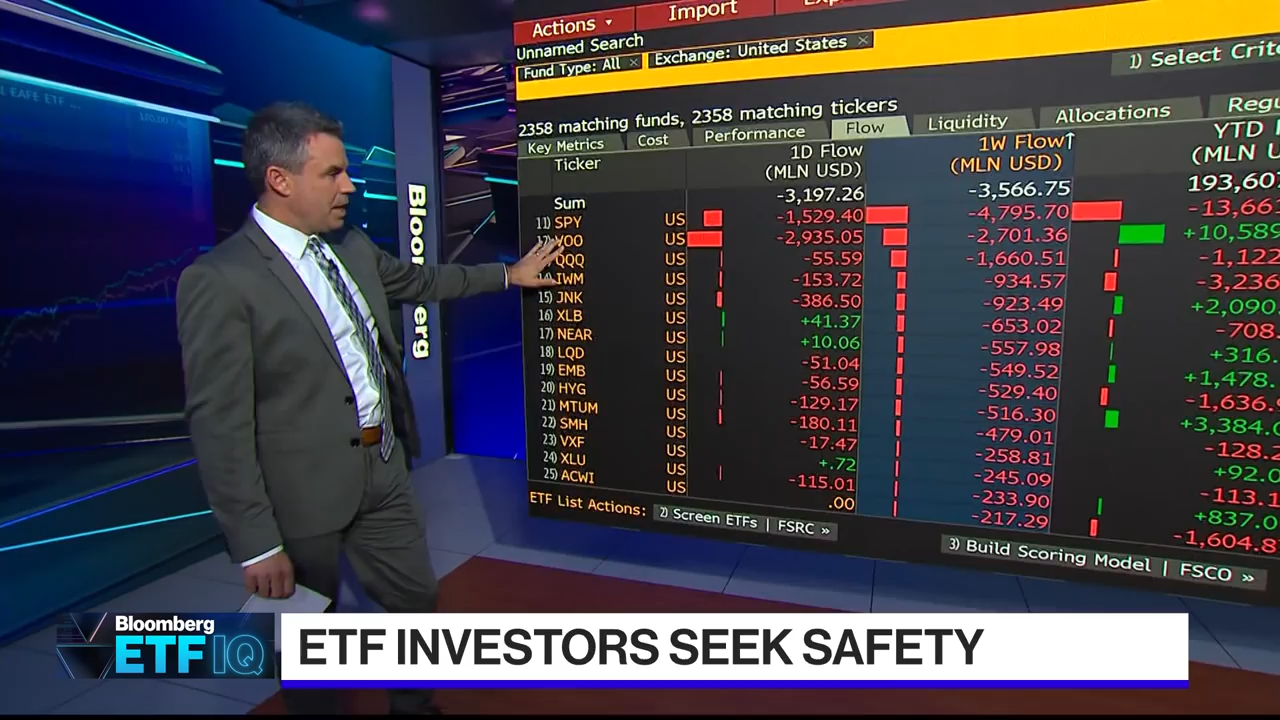 Actions ▾ Import Exp
Unnamed Search
Fund Type: All × Exchange: United States ×
1) Select Crite
2358 matching funds, 2358 matching tickers
Key Metrics Cost Performance Flow Liquidity Allocations Regu
Ticker 1D Flow (MLN USD) 1W Flow↑ (MLN USD) YTD (MLN USD)
Sum -3,197.26 -3,566.75 193,607
11) SPY US -1,529.40 -4,795.70 -13,66
VOO US -2,935.05 -2,701.36 +10,589
QQQ US -55.59 -1,660.51 -1,122
IWM US -153.72 -934.57 -3,236
15) JNK US -386.50 -923.49 +2,090.
16) XLB US +41.37 -653.02 -708.
17) NEAR US +10.06 -557.98 +316.
18) LQD US -51.04 -549.52 +1,478.
19) EMB US -56.59 -529.40 -1,636.
20) HYG US -129.17 -516.30 +3,384.0
21) MTUM US -180.11 -479.01 -128.2
22) SMH US -17.47 -258.81 +92.0
23) VXF US +.72 -245.09 -113.1
24) XLU US -115.01 -233.90 +837.0
25) ACWI US .00 -217.29 -1,604.8
ETF List Actions: 2) Screen ETFs | FSRC » 3) Build Scoring Model | FSCO »
Bloomberg
ETF IQ
ETF INVESTORS SEEK SAFETY